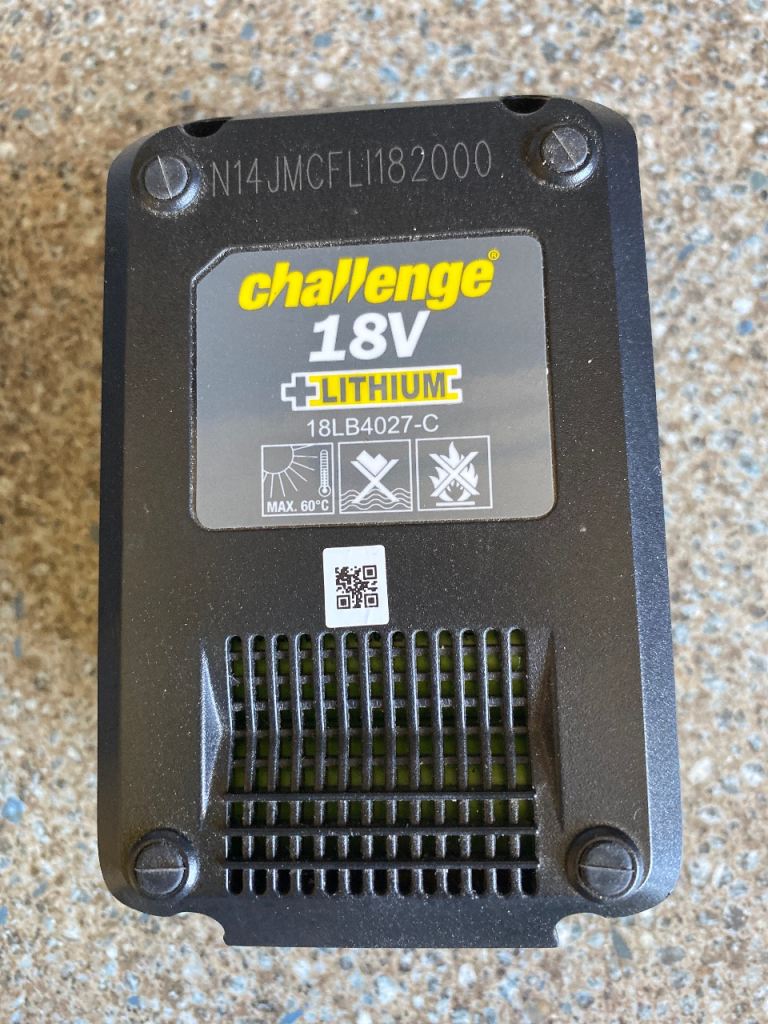 N14JMCFLI182000
challenge®
18V
LITHIUM
18LB4027-C
MAX. 60°C